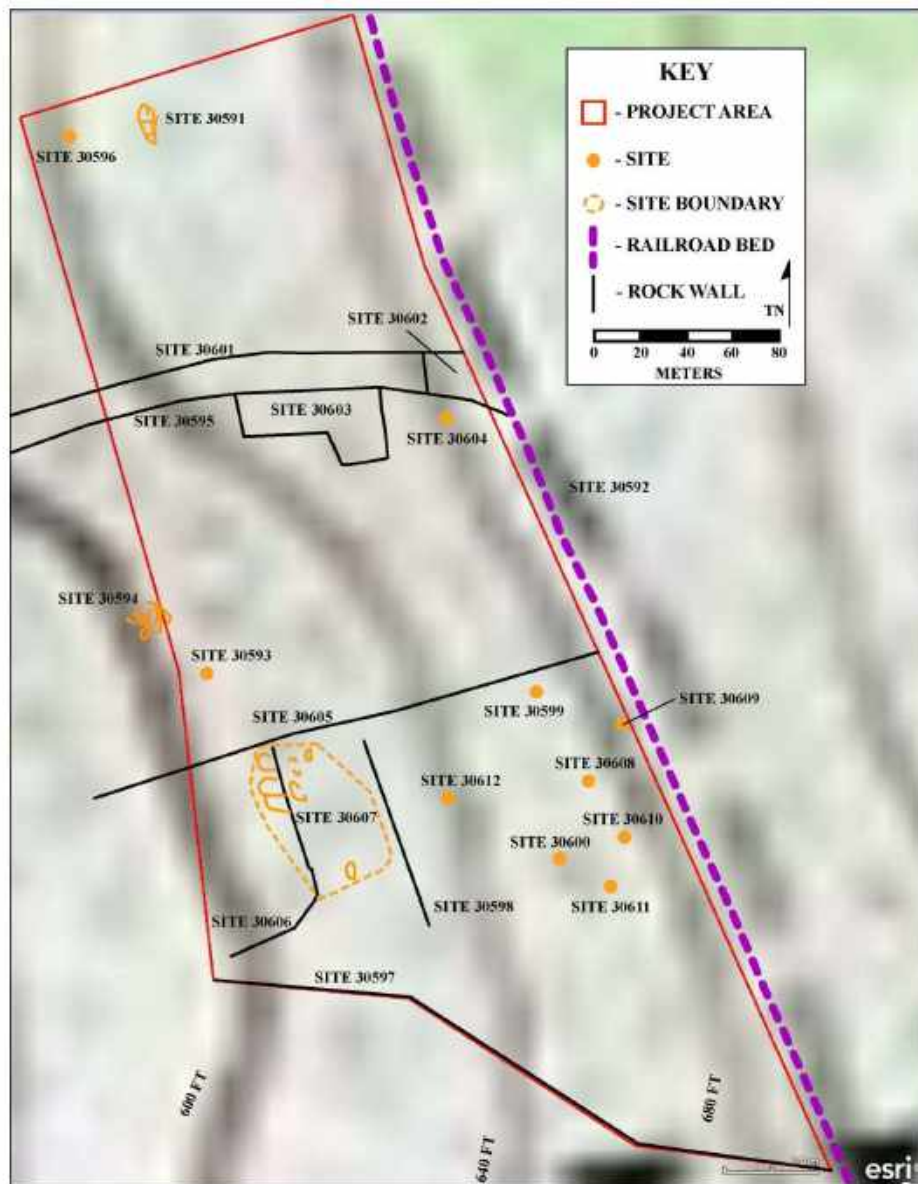 KEY
- PROJECT AREA
- SITE
- SITE BOUNDARY
- RAILROAD BED
- ROCK WALL
TN
0 20 40 60 80
METERS
SITE 30591
SITE 30596
SITE 30602
SITE 30601
SITE 30603
SITE 30595
SITE 30604
SITE 30592
SITE 30594
SITE 30593
SITE 30609
SITE 30599
SITE 30605
SITE 30608
SITE 30612
SITE 30607
SITE 30610
SITE 30600
SITE 30611
SITE 30598
SITE 30606
SITE 30597
600 FT
640 FT
680 FT
esri